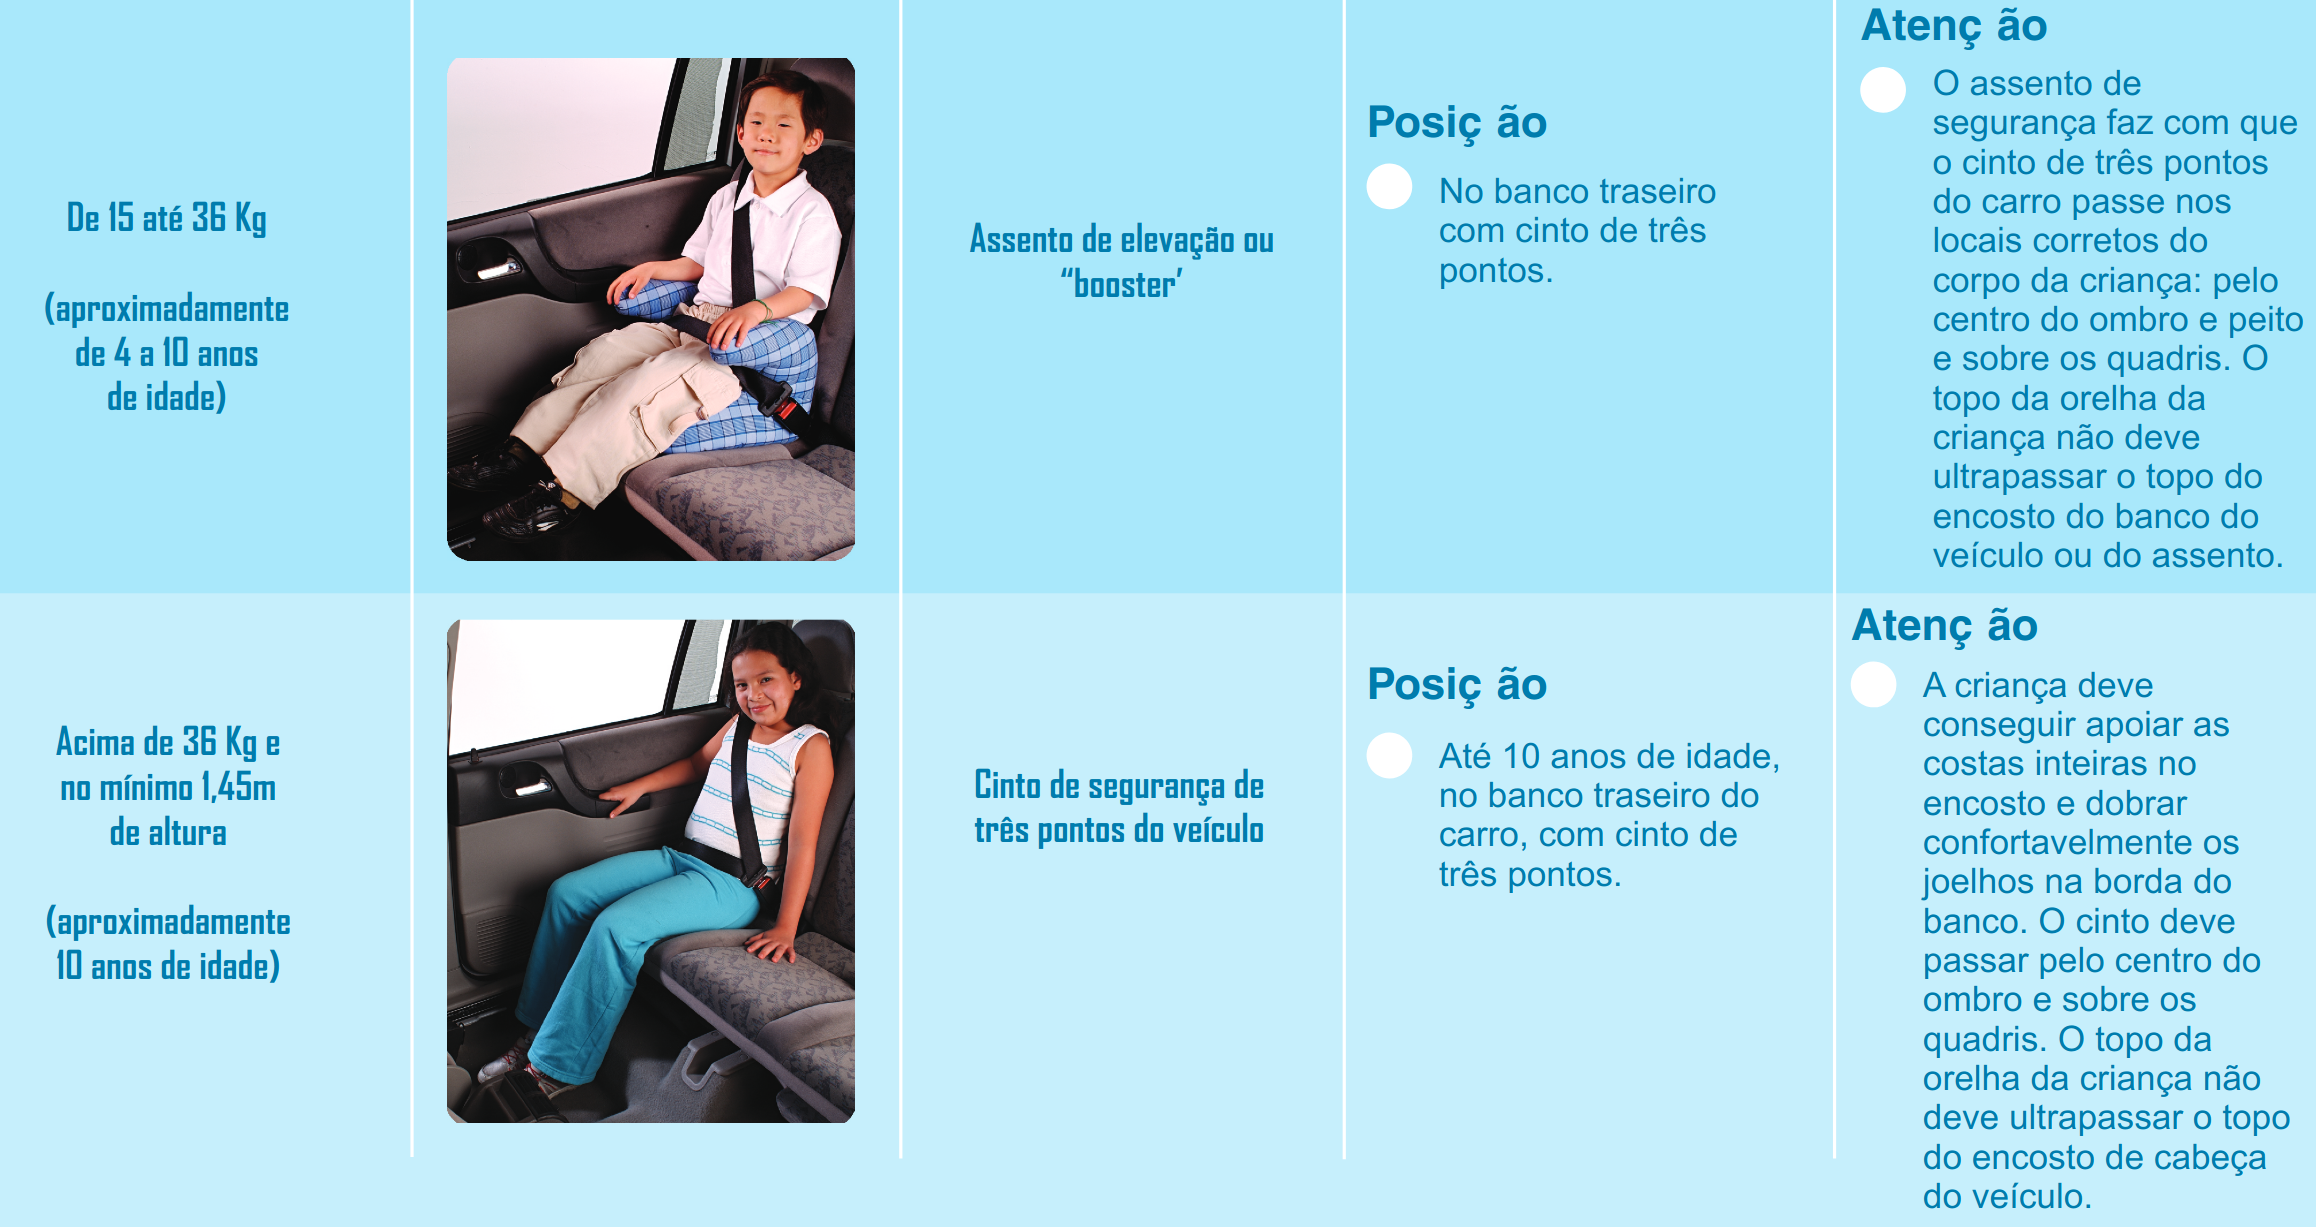 De 15 até 36 Kg
(aproximadamente
de 4 a 10 anos
de idade)
Assento de elevação ou
“booster’
Posiç ão
No banco traseiro
com cinto de três
pontos.
Atenç ão
O assento de
segurança faz com que
o cinto de três pontos
do carro passe nos
locais corretos do
corpo da criança: pelo
centro do ombro e peito
e sobre os quadris. O
topo da orelha da
criança não deve
ultrapassar o topo do
encosto do banco do
veículo ou do assento.
Acima de 36 Kg e
no mínimo 1,45m
de altura
(aproximadamente
10 anos de idade)
Cinto de segurança de
três pontos do veículo
Posiç ão
Até 10 anos de idade,
no banco traseiro do
carro, com cinto de
três pontos.
Atenç ão
A criança deve
conseguir apoiar as
costas inteiras no
encosto e dobrar
confortavelmente os
joelhos na borda do
banco. O cinto deve
passar pelo centro do
ombro e sobre os
quadris. O topo da
orelha da criança não
deve ultrapassar o topo
do encosto de cabeça
do veículo.